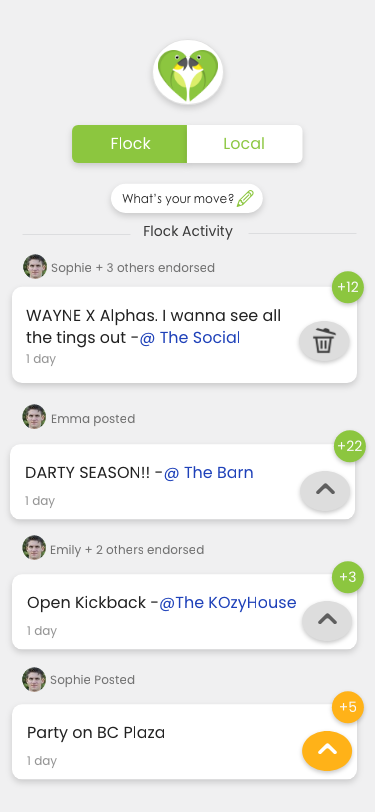 Flock Local
What's your move?
Flock Activity
Sophie + 3 others endorsed
+12
WAYNE X Alphas. I wanna see all
the tings out -@ The Social
1 day
Emma posted
+22
DARTY SEASON!! -@ The Barn
1 day
Emily + 2 others endorsed
+3
Open Kickback -@The KOzyHouse
1 day
Sophie Posted
+5
Party on BC Plaza
1 day